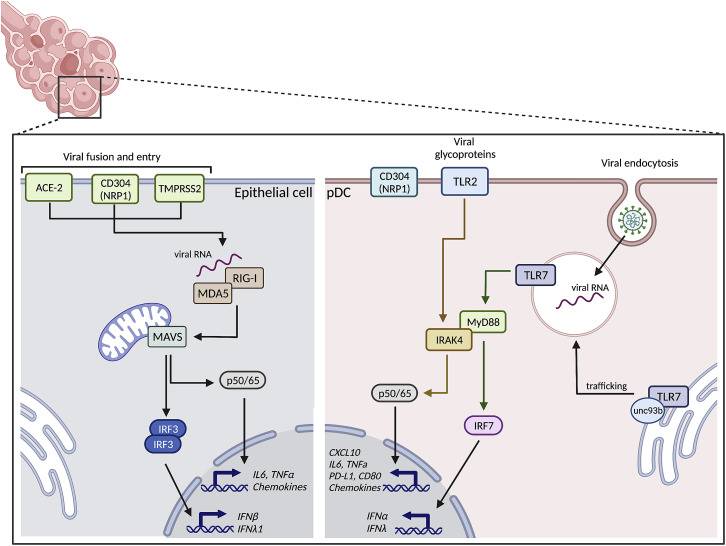 Viral fusion and entry
ACE-2
CD304
(NRP1)
TMPRSS2
Epithelial cell
viral RNA
RIG-I
MDA5
MAVS
p50/65
IRF3
IRF3
IL6, TNFα
Chemokines
IFNβ
IFNλ1
pDC
CD304
(NRP1)
Viral
glycoproteins
TLR2
Viral endocytosis
TLR7
viral RNA
MyD88
IRAK4
trafficking
TLR7
unc93b
p50/65
IRF7
CXCL10
IL6, TNFa
PD-L1, CD80
Chemokines
IFNα
IFNλ